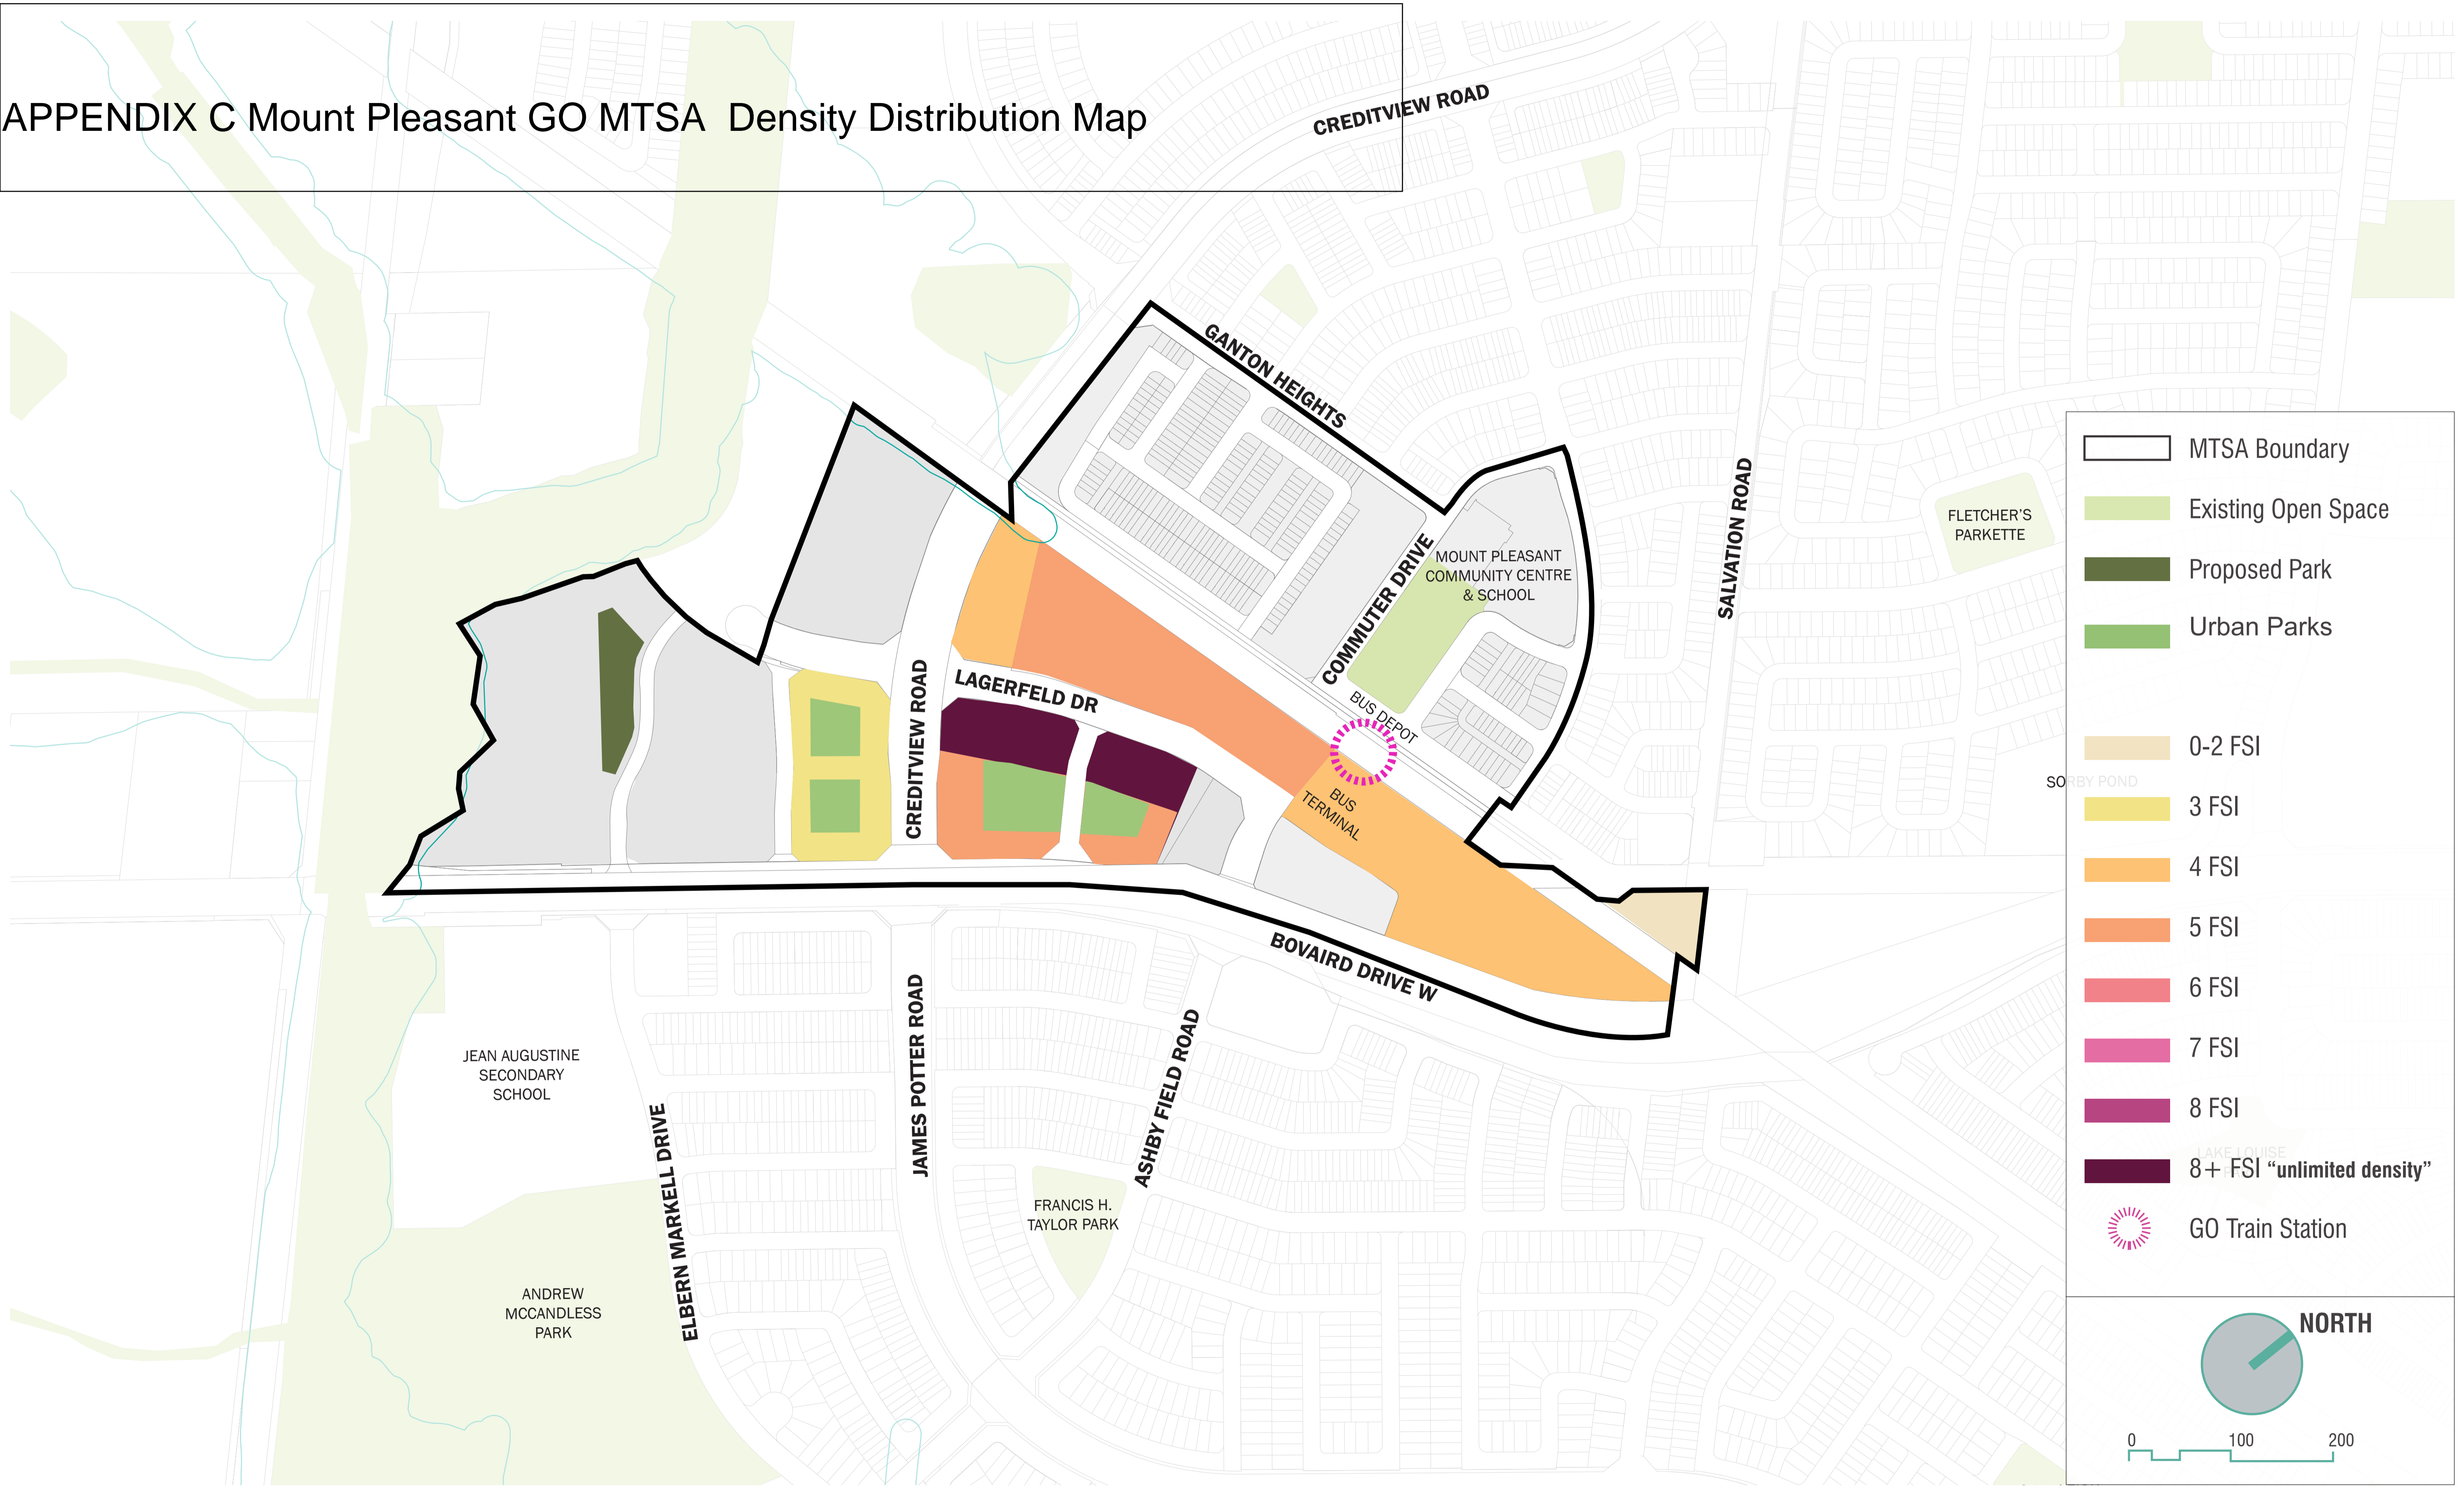 APPENDIX C Mount Pleasant GO MTSA  Density Distribution Map
CREDITVIEW ROAD
GANTON HEIGHTS
SALVATION ROAD
FLETCHER'S
PARKETTE
MOUNT PLEASANT
COMMUNITY CENTRE
& SCHOOL
COMMUTER DRIVE
BUS DEPOT
CREDITVIEW ROAD
LAGERFELD DR
BUS
TERMINAL
SORBY POND
BOVAIRD DRIVE W
JEAN AUGUSTINE
SECONDARY
SCHOOL
JAMES POTTER ROAD
ASHBY FIELD ROAD
ELBERN MARKELL DRIVE
FRANCIS H.
TAYLOR PARK
ANDREW
MCCANDLESS
PARK
MTSA Boundary
Existing Open Space
Proposed Park
Urban Parks
0-2 FSI
3 FSI
4 FSI
5 FSI
6 FSI
7 FSI
8 FSI
LAKE LOUISE
8+ FSI “unlimited density”
GO Train Station
NORTH
0 100 200